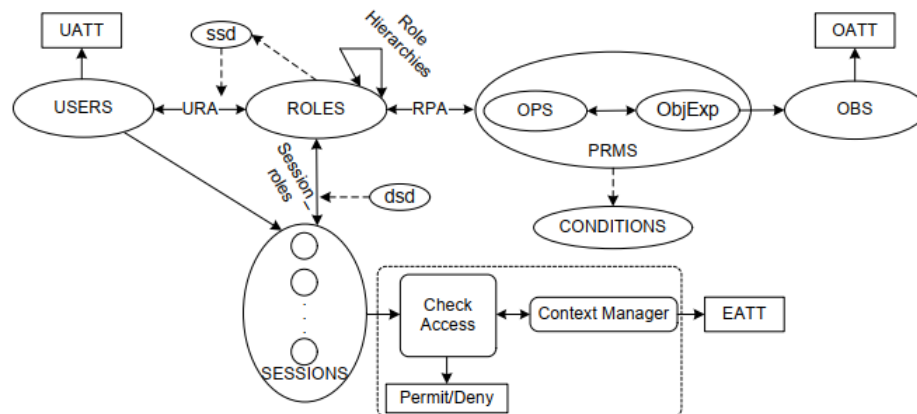 UATT
ssd
Role
Hierarchies
OATT
USERS
URA
ROLES
RPA
OPS
ObjExp
OBS
PRMS
Session_
roles
dsd
CONDITIONS
Check
Access
Context Manager
EATT
SESSIONS
Permit/Deny